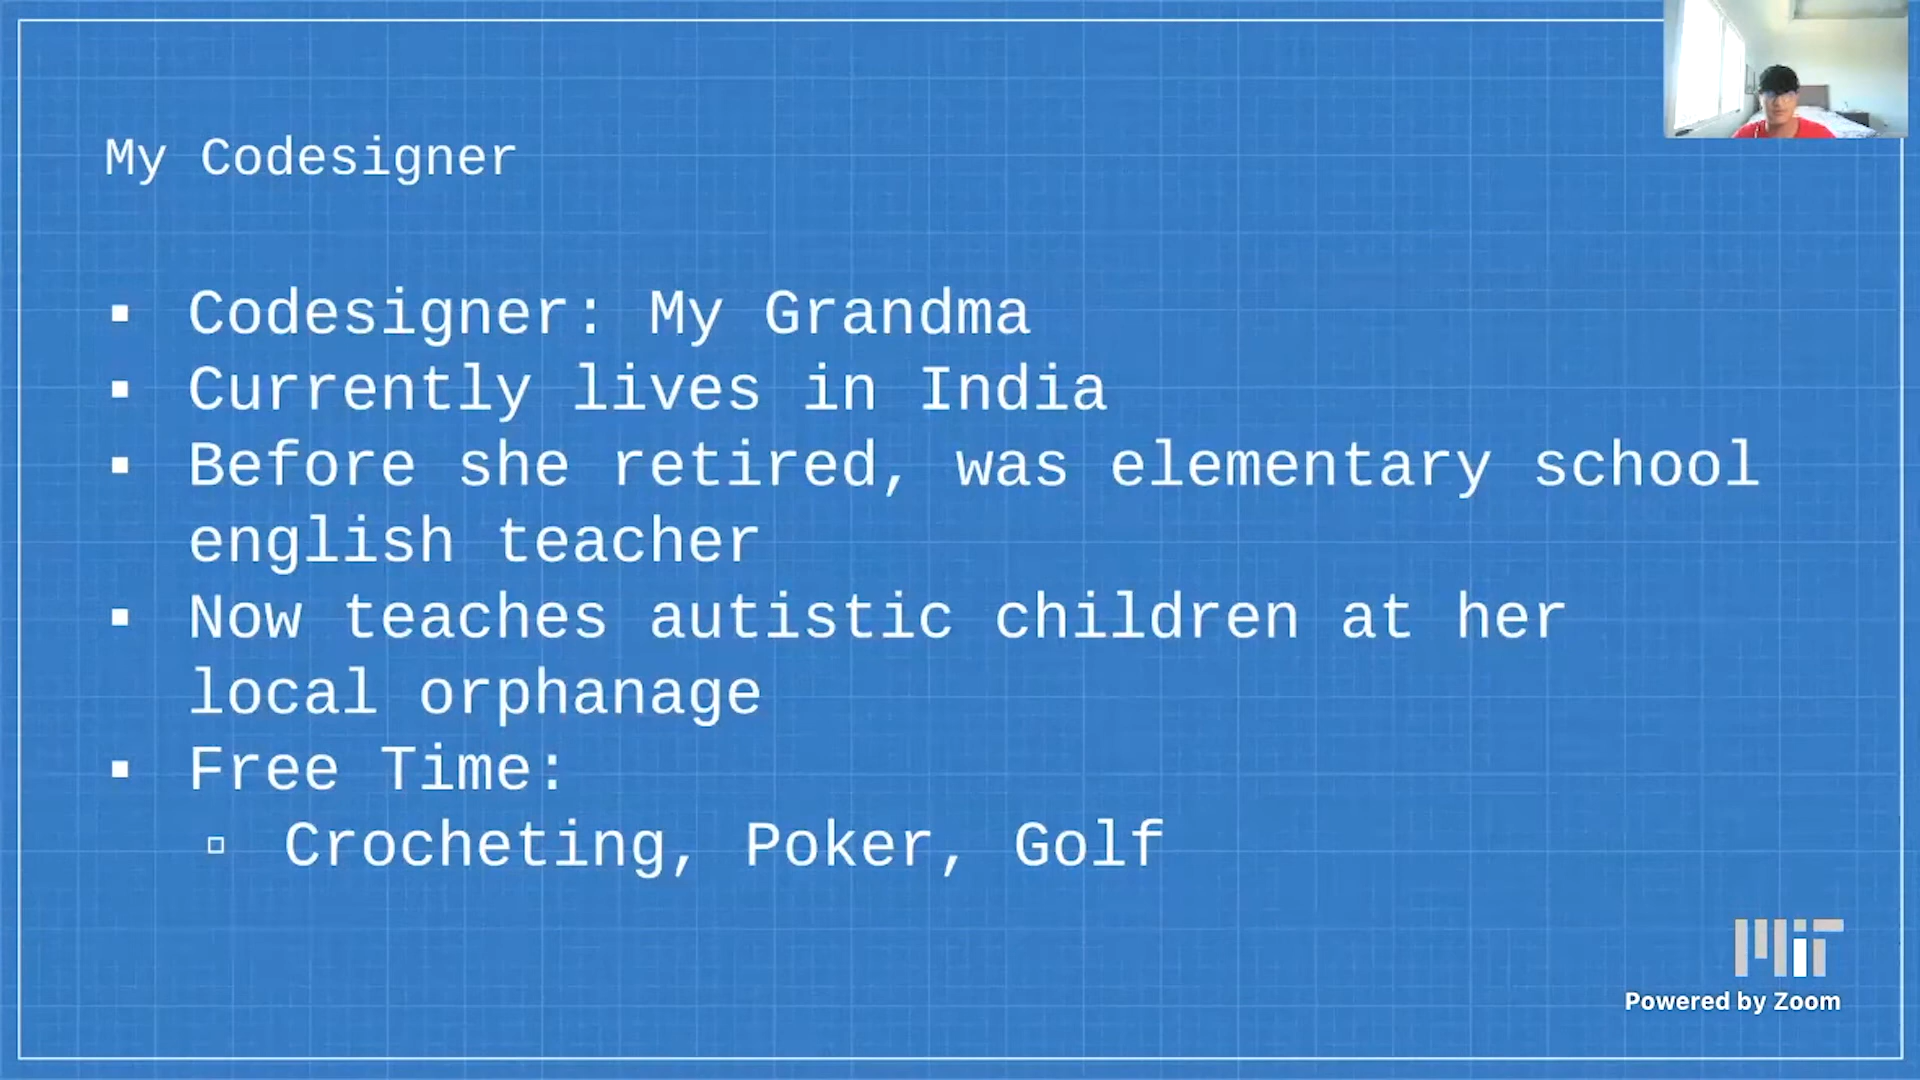 My Codesigner
▪ Codesigner: My Grandma
▪ Currently lives in India
▪ Before she retired, was elementary school
english teacher
▪ Now teaches autistic children at her
local orphanage
▪ Free Time:
▫ Crocheting, Poker, Golf
MIT
Powered by Zoom